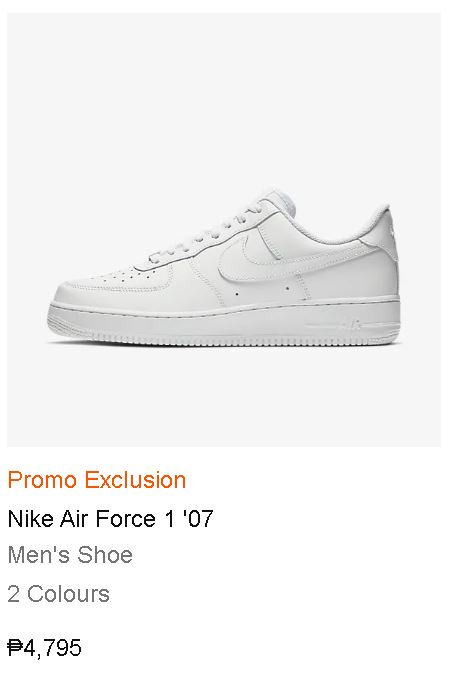 Promo Exclusion
Nike Air Force 1 '07
Men's Shoe
2 Colours
₱4,795